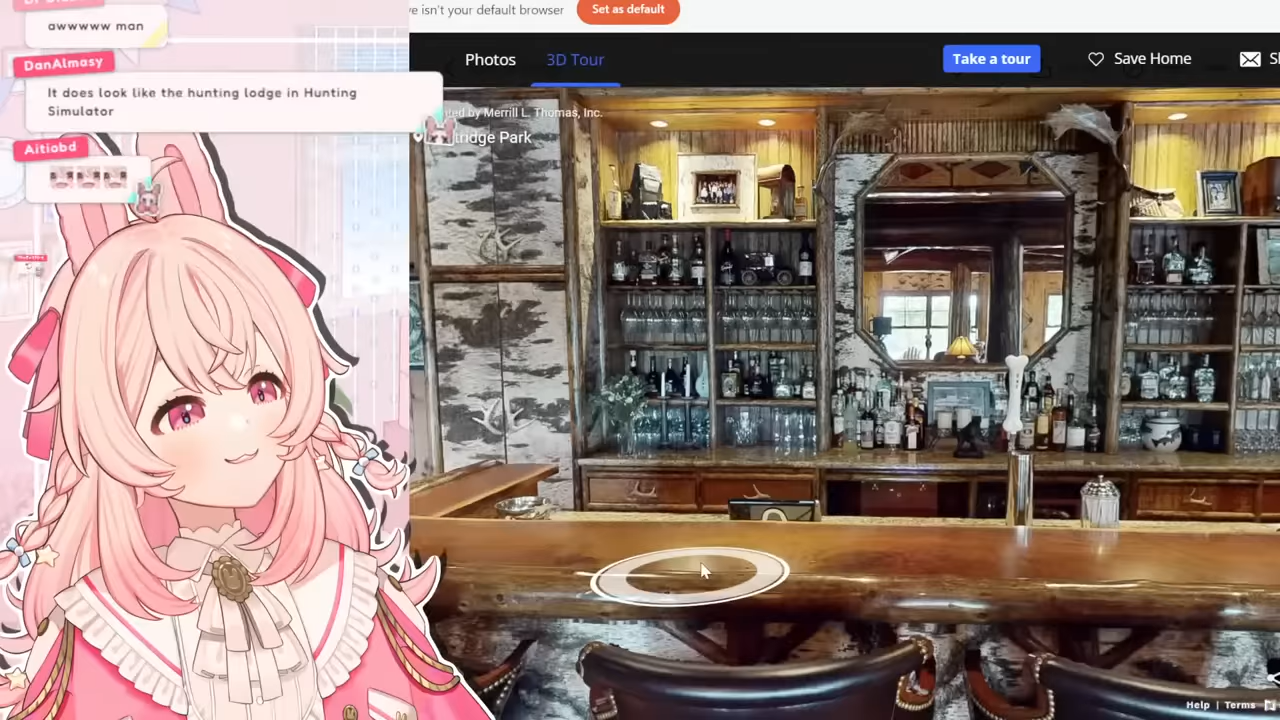 awwwww man
DanAlmasy
It does look like the hunting lodge in Hunting
Simulator
Aitiobd
isn't your default browser
Set as default
Photos
3D Tour
Take a tour
Save Home
by Merrill L. Thomas, Inc.
ridge Park
Help | Terms